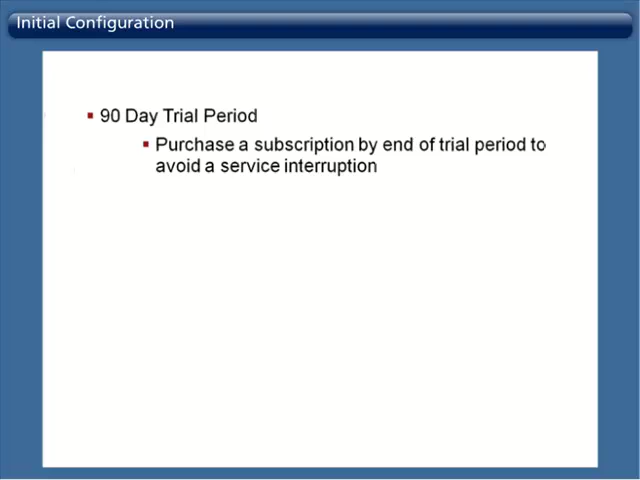 Initial Configuration
▪ 90 Day Trial Period
▪ Purchase a subscription by end of trial period to
avoid a service interruption